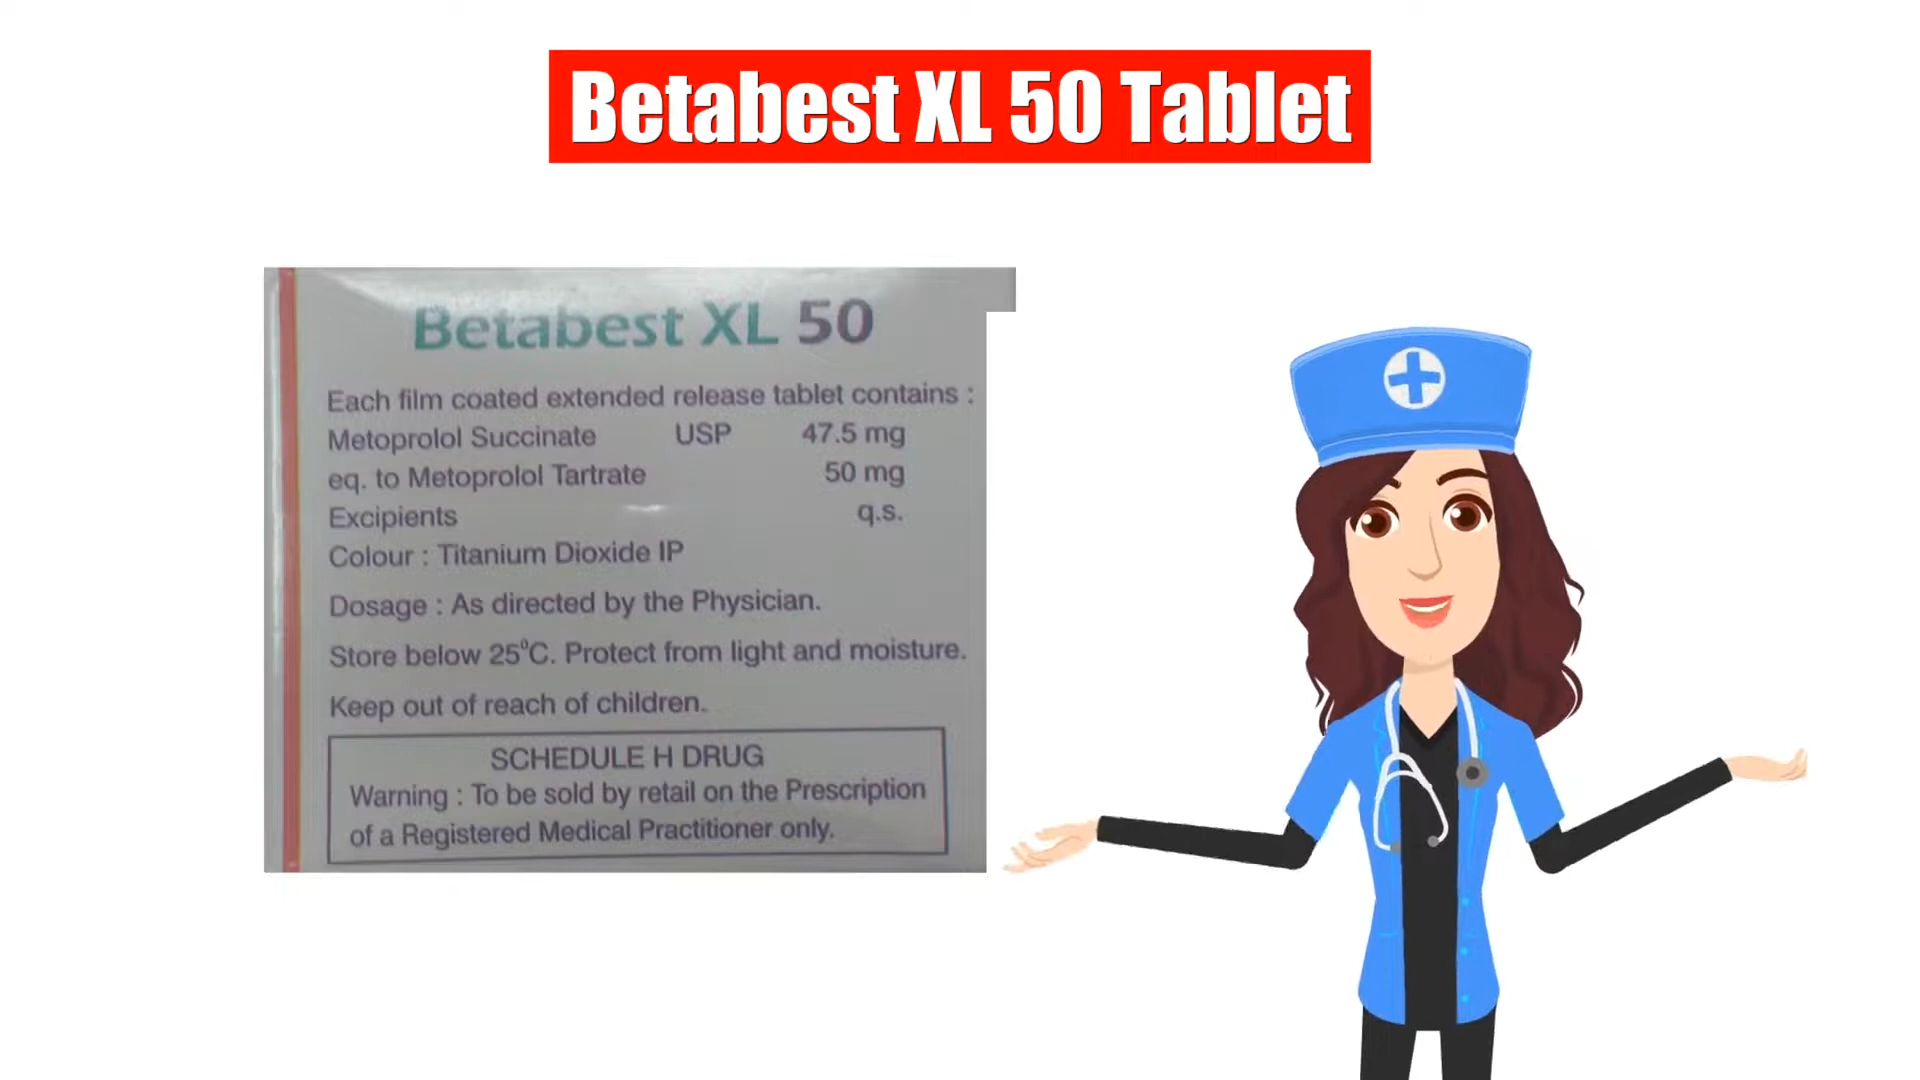 Betabest XL 50 Tablet
Betabest XL 50
Each film coated extended release tablet contains :
Metoprolol Succinate USP 47.5 mg
eq. to Metoprolol Tartrate 50 mg
Excipients q.s.
Colour : Titanium Dioxide IP
Dosage : As directed by the Physician.
Store below 25⁰C. Protect from light and moisture.
Keep out of reach of children.
SCHEDULE H DRUG
Warning : To be sold by retail on the Prescription
of a Registered Medical Practitioner only.